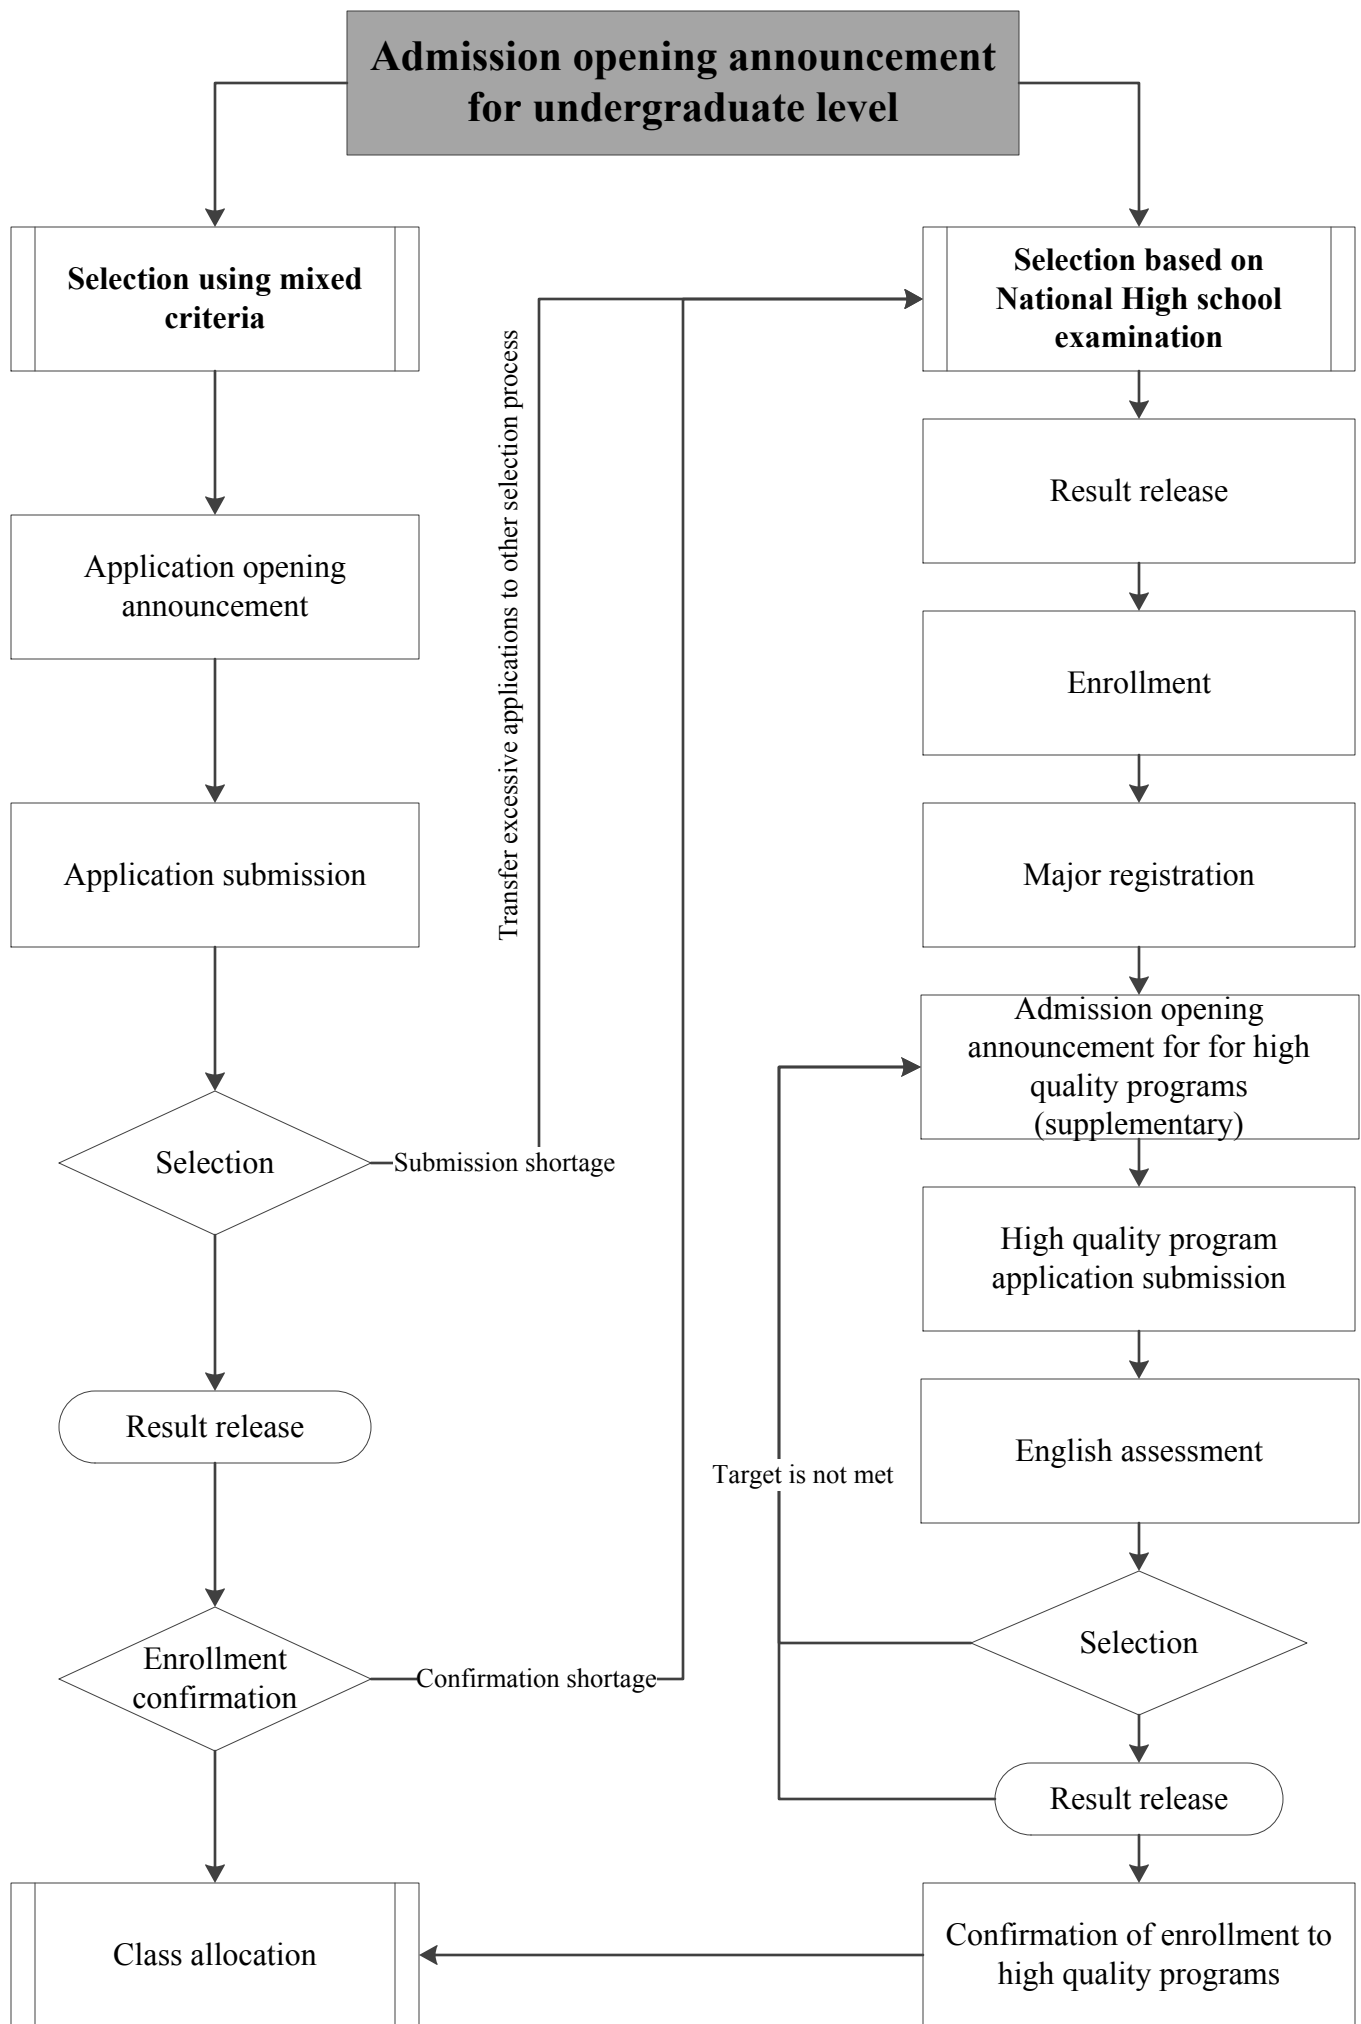 Admission opening announcement
for undergraduate level
Selection using mixed
criteria
Selection based on
National High school
examination
Transfer excessive applications to other selection process
Result release
Application opening
announcement
Enrollment
Application submission
Major registration
Admission opening
announcement for for high
quality programs
(supplementary)
Selection
Submission shortage
High quality program
application submission
Result release
English assessment
Target is not met
Enrollment
confirmation
Confirmation shortage
Selection
Result release
Class allocation
Confirmation of enrollment to
high quality programs